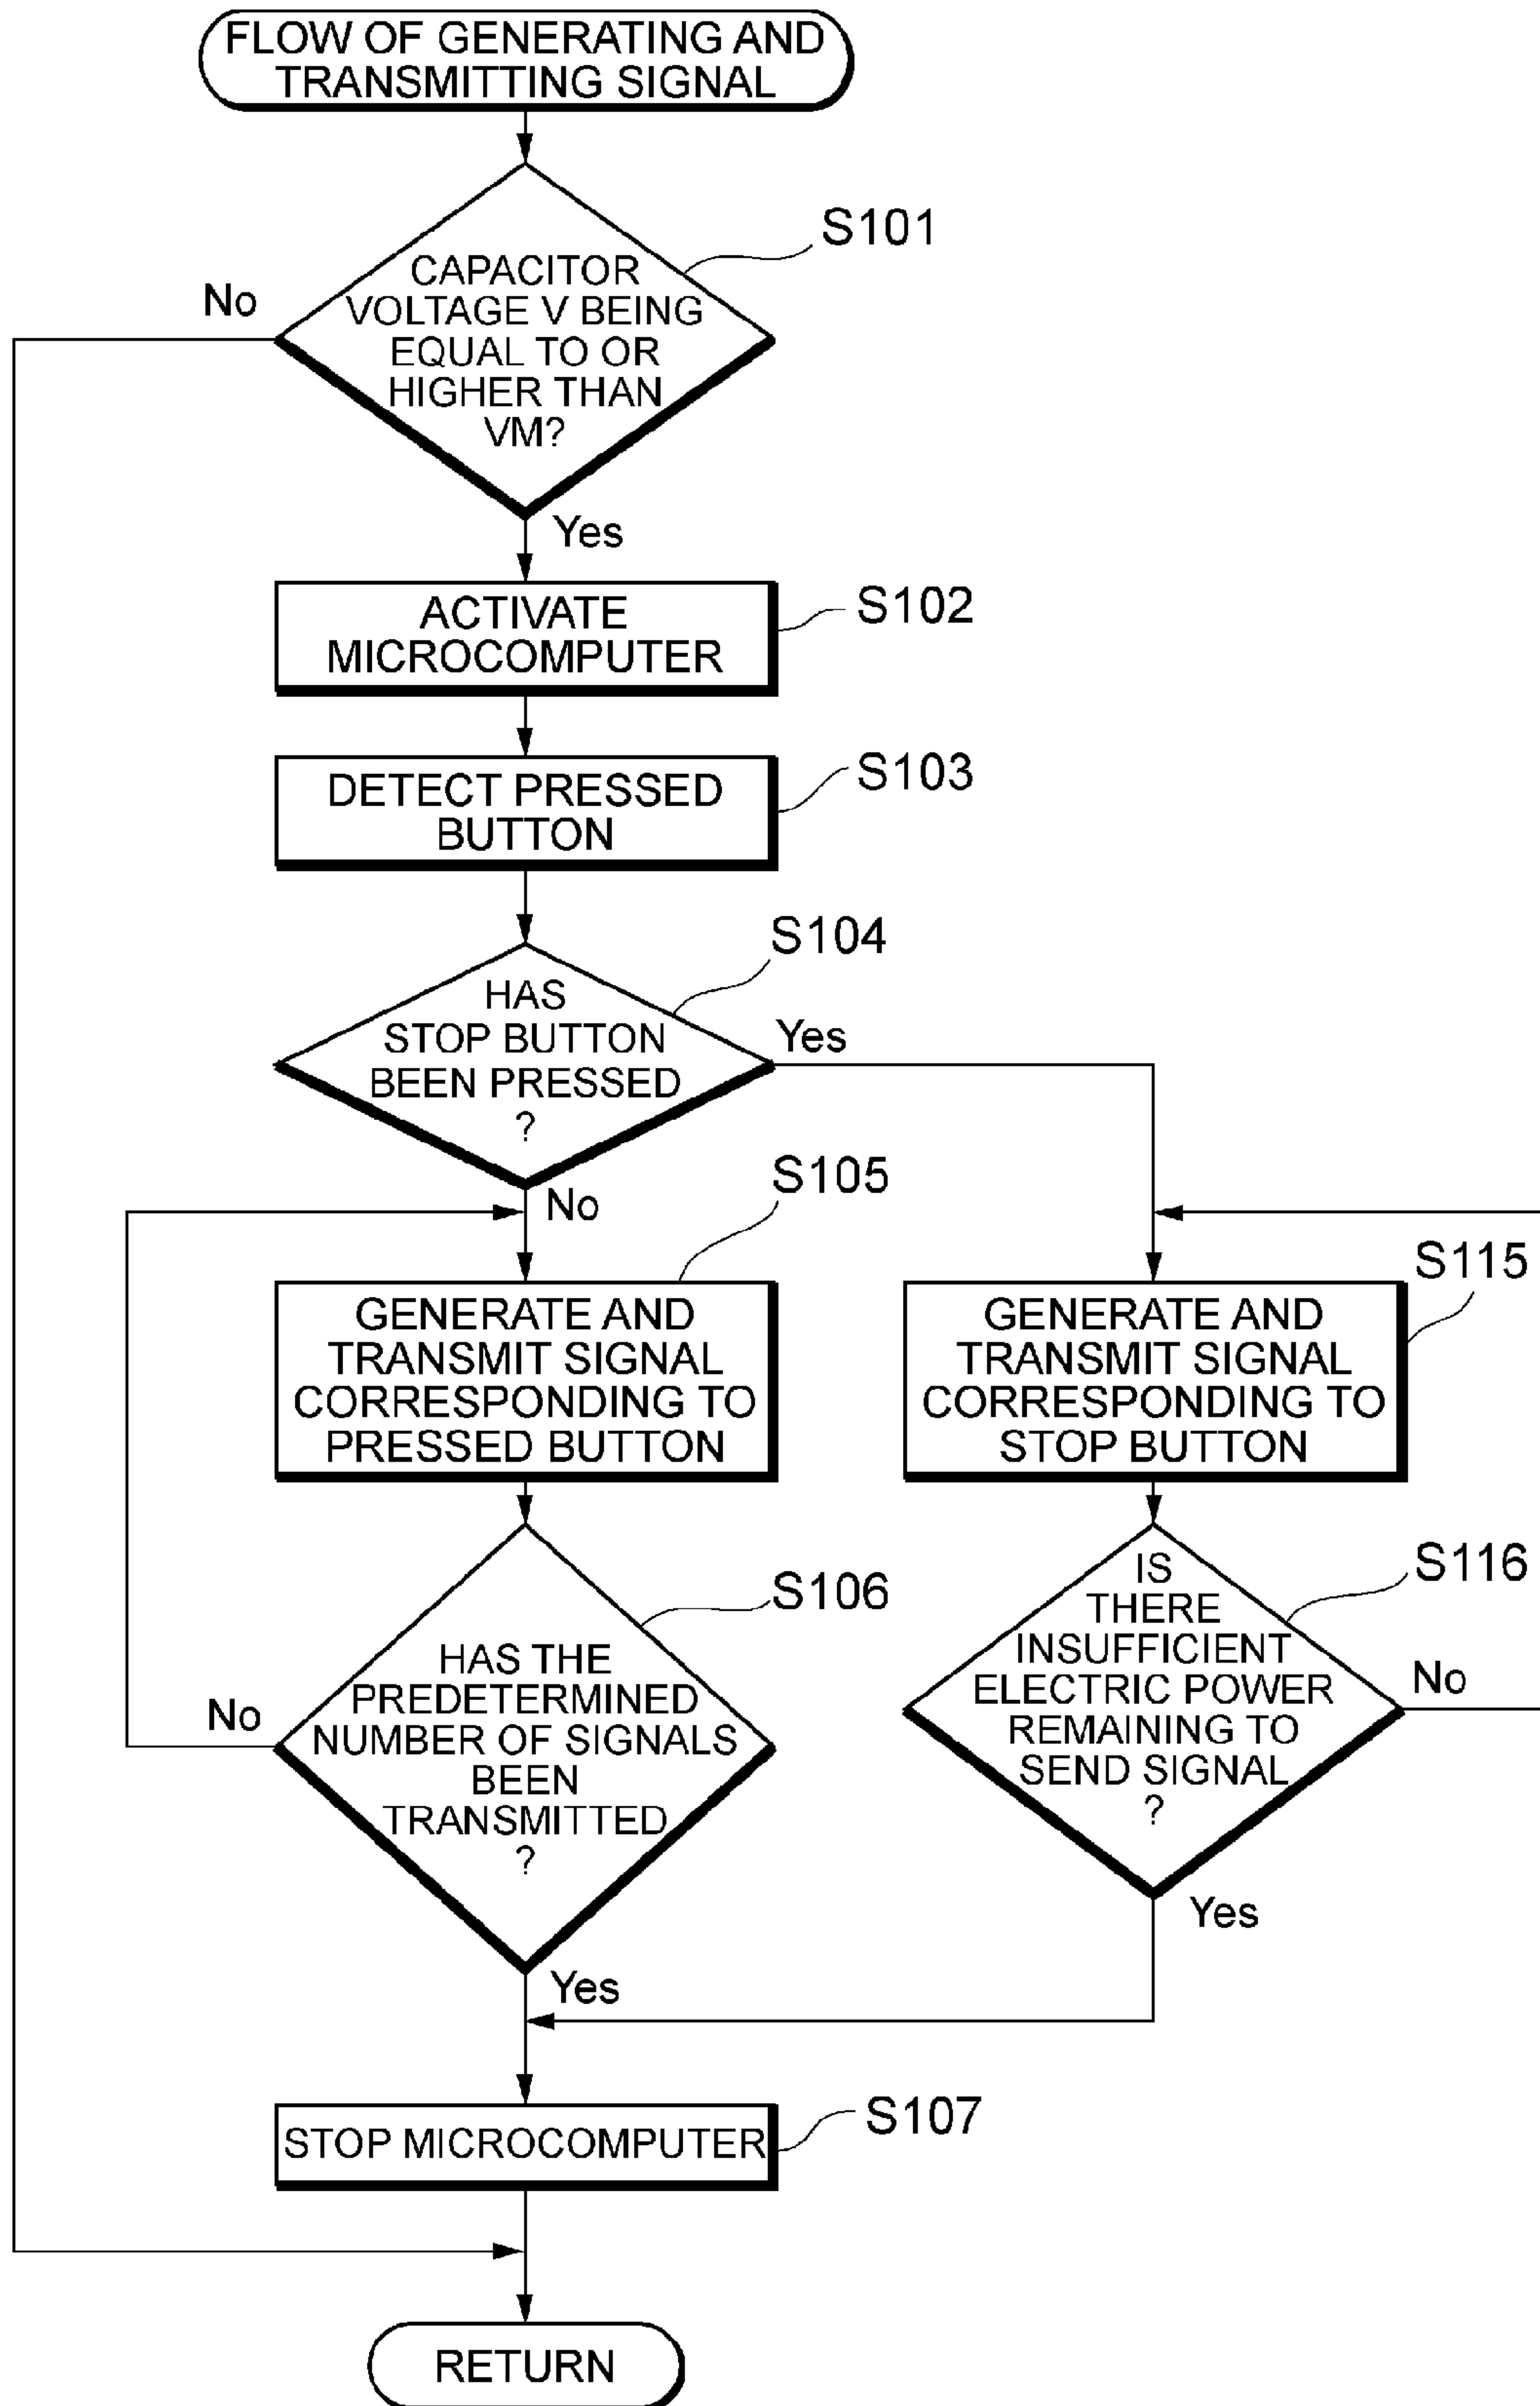 FLOW OF GENERATING AND
TRANSMITTING SIGNAL
S101
CAPACITOR
VOLTAGE V BEING
EQUAL TO OR
HIGHER THAN
VM?
No
Yes
ACTIVATE
MICROCOMPUTER
S102
DETECT PRESSED
BUTTON
S103
S104
HAS
STOP BUTTON
BEEN PRESSED
?
Yes
No
S105
GENERATE AND
TRANSMIT SIGNAL
CORRESPONDING TO
PRESSED BUTTON
S115
GENERATE AND
TRANSMIT SIGNAL
CORRESPONDING TO
STOP BUTTON
S106
HAS THE
PREDETERMINED
NUMBER OF SIGNALS
BEEN
TRANSMITTED
?
No
Yes
S116
IS
THERE
INSUFFICIENT
ELECTRIC POWER
REMAINING TO
SEND SIGNAL
?
No
Yes
STOP MICROCOMPUTER
S107
RETURN